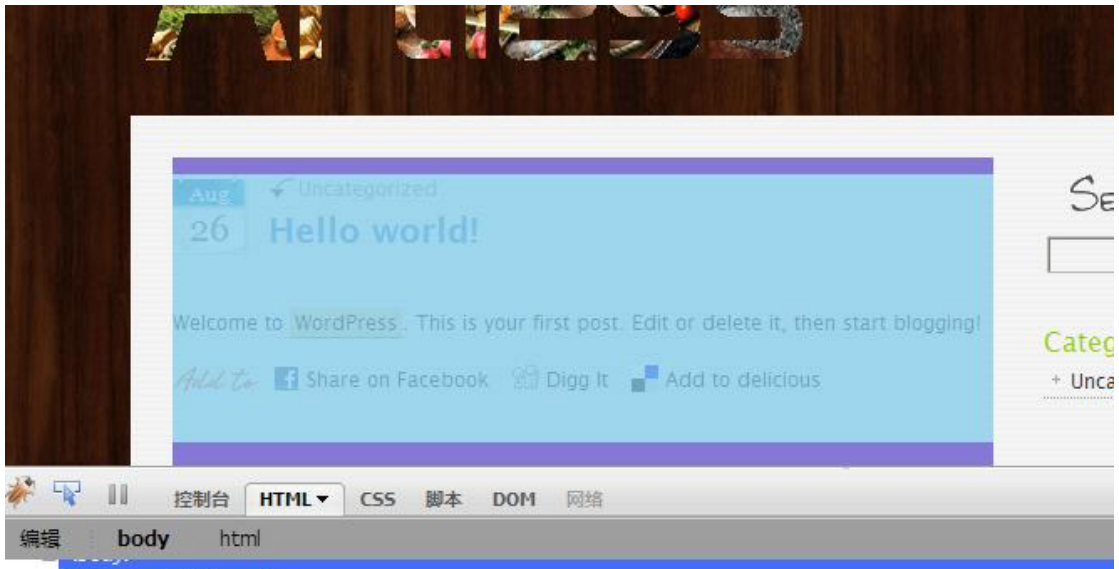 Aug
26
Uncategorized
Hello world!
Se
Welcome to WordPress. This is your first post. Edit or delete it, then start blogging!
Categ
Add to Share on Facebook Digg It Add to delicious
+ Unca
控制台 HTML CSS 脚本 DOM 网络
编辑 body html